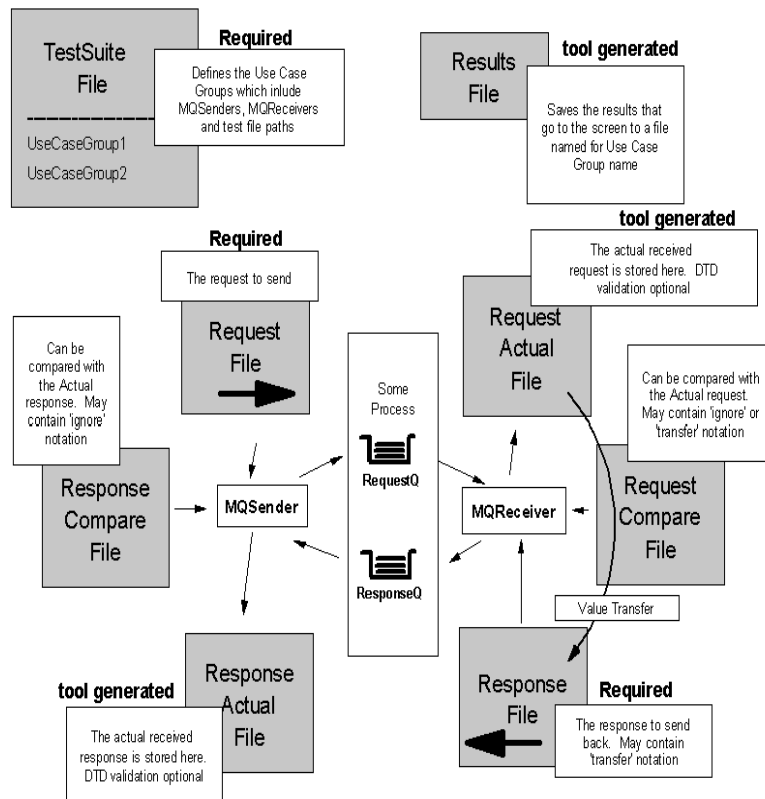 TestSuite
File
UseCaseGroup1
UseCaseGroup2
Required
Defines the Use Case
Groups which inlude
MQSenders, MQReceivers
and test file paths
Results
File
tool generated
Saves the results that
go to the screen to a file
named for Use Case
Group name
Required
The request to send
Request
File
tool generated
The actual received
request is stored here. DTD
validation optional
Request
Actual
File
Can be
compared with
the Actual
response. May
contain 'ignore'
notation
Response
Compare
File
MQSender
Some
Process
RequestQ
ResponseQ
MQReceiver
Can be compared with
the Actual request.
May contain 'ignore' or
'transfer' notation
Request
Compare
File
Value Transfer
tool generated
The actual received
response is stored here.
DTD validation optional
Response
Actual
File
Response
File
Required
The response to send
back. May contain
'transfer' notation